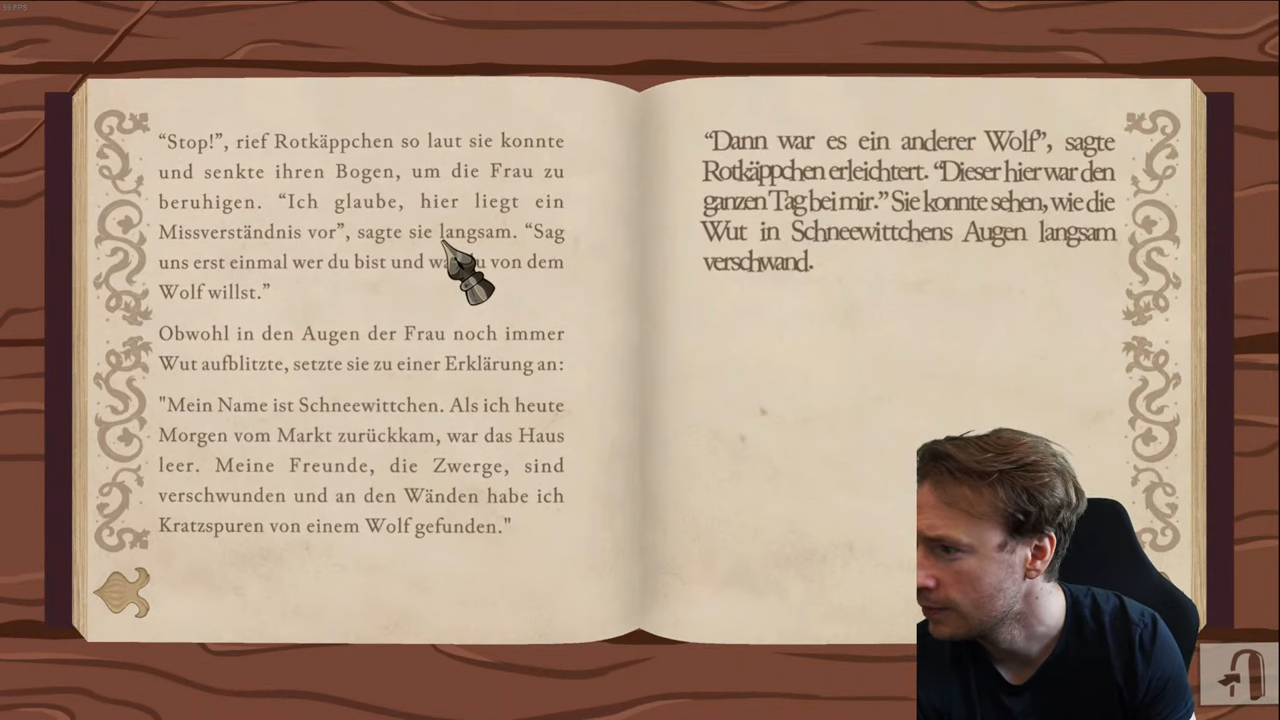 59 FPS
“Stop!”, rief Rotkäppchen so laut sie konnte
und senkte ihren Bogen, um die Frau zu
beruhigen. “Ich glaube, hier liegt ein
Missverständnis vor”, sagte sie langsam. “Sag
uns erst einmal wer du bist und von dem
Wolf willst.”
Obwohl in den Augen der Frau noch immer
Wut aufblitzte, setzte sie zu einer Erklärung an:
"Mein Name ist Schneewittchen. Als ich heute
Morgen vom Markt zurückkam, war das Haus
leer. Meine Freunde, die Zwerge, sind
verschwunden und an den Wänden habe ich
Kratzspuren von einem Wolf gefunden."
“Dann war es ein anderer Wolf”, sagte
Rotkäppchen erleichtert. “Dieser hier war den
ganzen Tag bei mir.” Sie konnte sehen, wie die
Wut in Schneewittchens Augen langsam
verschwand.